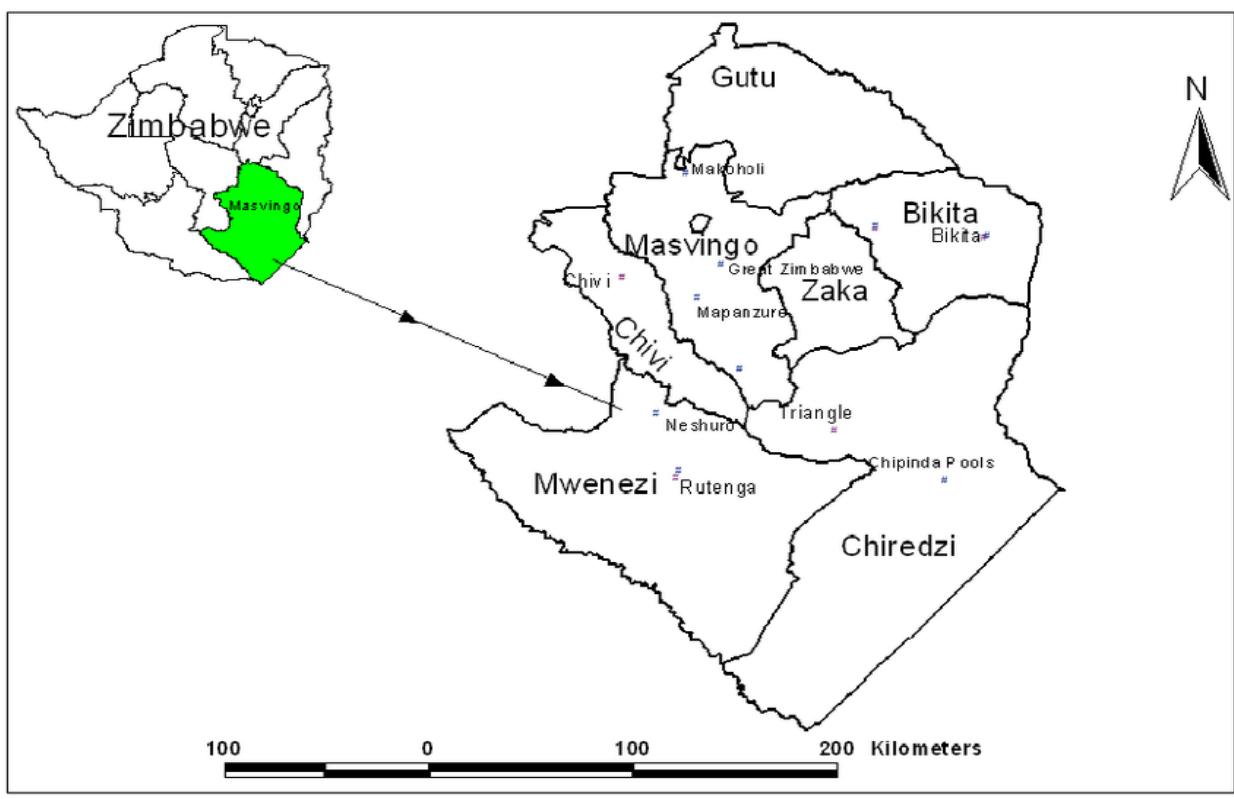 Gutu
N
Zimbabwe
Makoholi
Masvingo
Bikita
Bikita
Masvingo
Great Zimbabwe
Chivi
Zaka
Mapanzure
Chivi
Triangle
Neshuro
Chipinda Pools
Mwenezi
Rutenga
Chiredzi
100 0 100 200 Kilometers